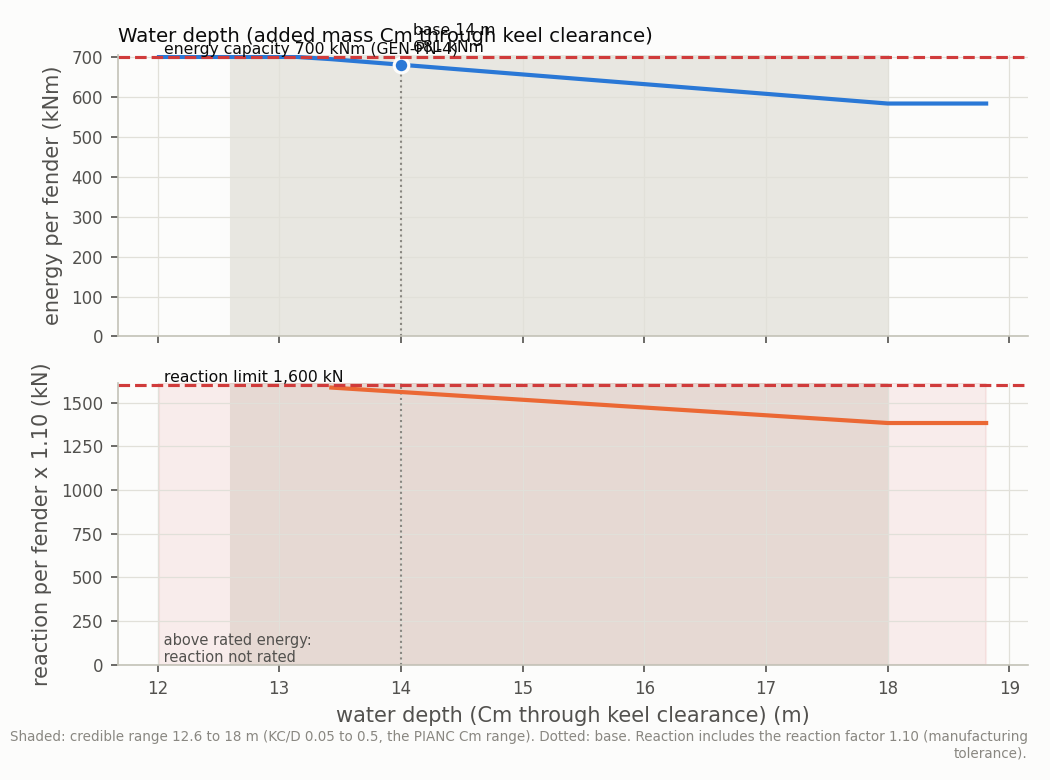 Water depth (added mass Cm through keel clearance)
base 14 m
681 kNm
energy capacity 700 kNm (GEN-PN-4)
700
600
500
400
300
200
100
0
energy per fender (kNm)
reaction limit 1,600 kN
1500
1250
1000
750
500
250
0
reaction per fender x 1.10 (kN)
above rated energy:
reaction not rated
12 13 14 15 16 17 18 19
water depth (Cm through keel clearance) (m)
Shaded: credible range 12.6 to 18 m (KC/D 0.05 to 0.5, the PIANC Cm range). Dotted: base. Reaction includes the reaction factor 1.10 (manufacturing
tolerance).